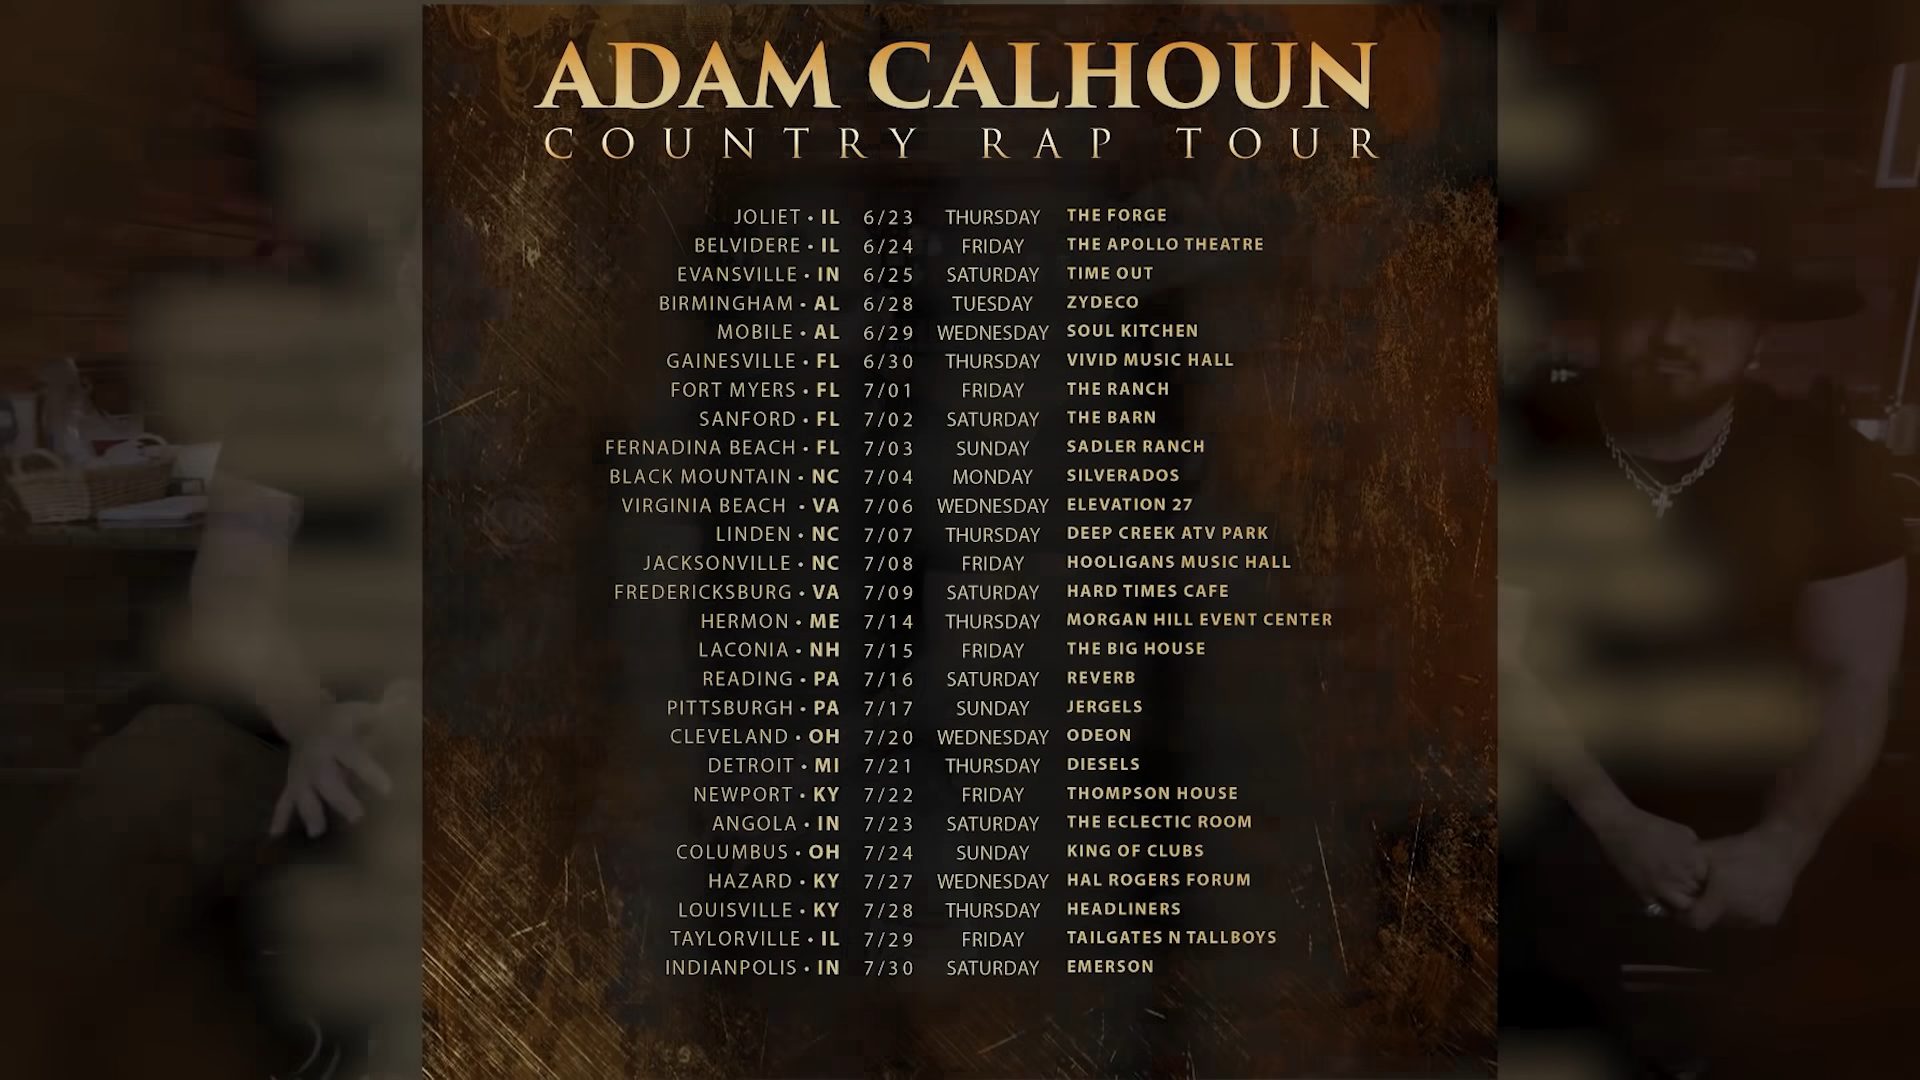 ADAM CALHOUN
COUNTRY RAP TOUR
JOLIET • IL 6/23 THURSDAY THE FORGE
BELVIDERE • IL 6/24 FRIDAY THE APOLLO THEATRE
EVANSVILLE • IN 6/25 SATURDAY TIME OUT
BIRMINGHAM • AL 6/28 TUESDAY ZYDECO
MOBILE • AL 6/29 WEDNESDAY SOUL KITCHEN
GAINESVILLE • FL 6/30 THURSDAY VIVID MUSIC HALL
FORT MYERS • FL 7/01 FRIDAY THE RANCH
SANFORD • FL 7/02 SATURDAY THE BARN
FERNADINA BEACH • FL 7/03 SUNDAY SADLER RANCH
BLACK MOUNTAIN • NC 7/04 MONDAY SILVERADOS
VIRGINIA BEACH • VA 7/06 WEDNESDAY ELEVATION 27
LINDEN • NC 7/07 THURSDAY DEEP CREEK ATV PARK
JACKSONVILLE • NC 7/08 FRIDAY HOOLIGANS MUSIC HALL
FREDERICKSBURG • VA 7/09 SATURDAY HARD TIMES CAFE
HERMON • ME 7/14 THURSDAY MORGAN HILL EVENT CENTER
LACONIA • NH 7/15 FRIDAY THE BIG HOUSE
READING • PA 7/16 SATURDAY REVERB
PITTSBURGH • PA 7/17 SUNDAY JERGELS
CLEVELAND • OH 7/20 WEDNESDAY ODEON
DETROIT • MI 7/21 THURSDAY DIESELS
NEWPORT • KY 7/22 FRIDAY THOMPSON HOUSE
ANGOLA • IN 7/23 SATURDAY THE ECLECTIC ROOM
COLUMBUS • OH 7/24 SUNDAY KING OF CLUBS
HAZARD • KY 7/27 WEDNESDAY HAL ROGERS FORUM
LOUISVILLE • KY 7/28 THURSDAY HEADLINERS
TAYLORVILLE • IL 7/29 FRIDAY TAILGATES N TALLBOYS
INDIANPOLIS • IN 7/30 SATURDAY EMERSON